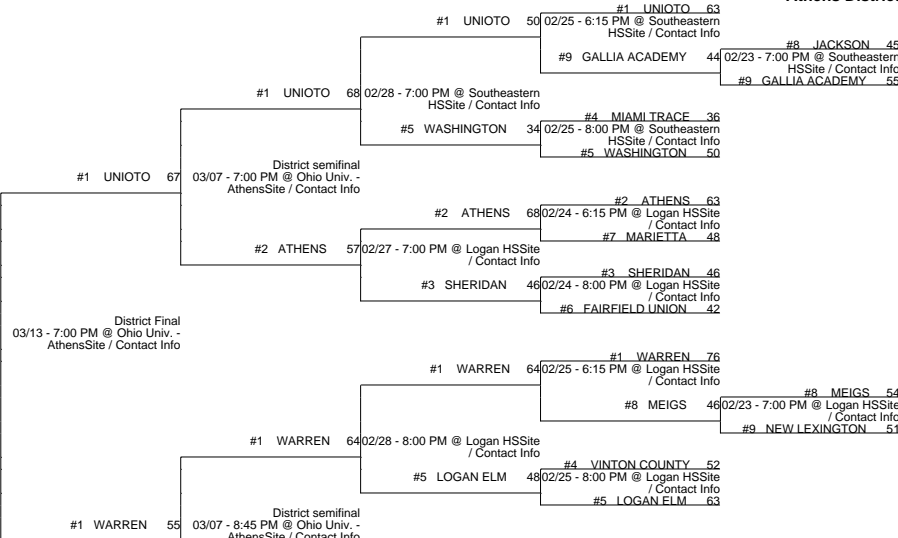 Athens District
#1 UNIOTO 63
#1 UNIOTO 50 02/25 - 6:15 PM @ Southeastern
HSSite / Contact Info
#8 JACKSON 45
#9 GALLIA ACADEMY 44 02/23 - 7:00 PM @ Southeastern
HSSite / Contact Info
#9 GALLIA ACADEMY 55
#1 UNIOTO 68 02/28 - 7:00 PM @ Southeastern
HSSite / Contact Info
#4 MIAMI TRACE 36
#5 WASHINGTON 34 02/25 - 8:00 PM @ Southeastern
HSSite / Contact Info
#5 WASHINGTON 50
District semifinal
#1 UNIOTO 67 03/07 - 7:00 PM @ Ohio Univ. -
AthensSite / Contact Info
#2 ATHENS 63
#2 ATHENS 68 02/24 - 6:15 PM @ Logan HSSite
/ Contact Info
#7 MARIETTA 48
#2 ATHENS 57 02/27 - 7:00 PM @ Logan HSSite
/ Contact Info
#3 SHERIDAN 46
#3 SHERIDAN 46 02/24 - 8:00 PM @ Logan HSSite
/ Contact Info
#6 FAIRFIELD UNION 42
District Final
03/13 - 7:00 PM @ Ohio Univ. -
AthensSite / Contact Info
#1 WARREN 76
#1 WARREN 64 02/25 - 6:15 PM @ Logan HSSite
/ Contact Info
#8 MEIGS 54
#8 MEIGS 46 02/23 - 7:00 PM @ Logan HSSite
/ Contact Info
#9 NEW LEXINGTON 51
#1 WARREN 64 02/28 - 8:00 PM @ Logan HSSite
/ Contact Info
#4 VINTON COUNTY 52
#5 LOGAN ELM 48 02/25 - 8:00 PM @ Logan HSSite
/ Contact Info
#5 LOGAN ELM 63
District semifinal
#1 WARREN 55 03/07 - 8:45 PM @ Ohio Univ. -
AthensSite / Contact Info